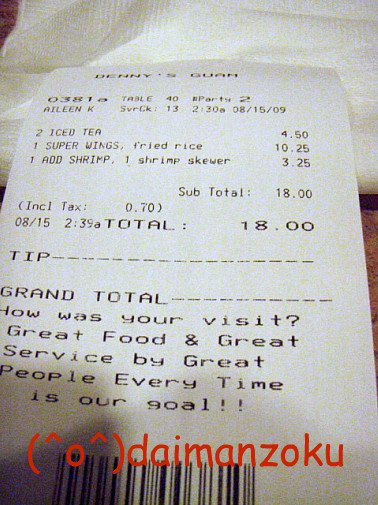 DENNY'S GUAM
0381a TABLE 40 #Party 2
AILEEN K SvrCk: 13 2:30a 08/15/09
2 ICED TEA 4.50
1 SUPER WINGS, fried rice 10.25
1 ADD SHRIMP, 1 shrimp skewer 3.25
Sub Total: 18.00
(Incl Tax: 0.70)
08/15 2:39a TOTAL: 18.00
TIP--------------------
GRAND TOTAL------------
How was your visit?
Great Food & Great
Service by Great
People Every Time
is our goal!!
(^o^)daimanzoku